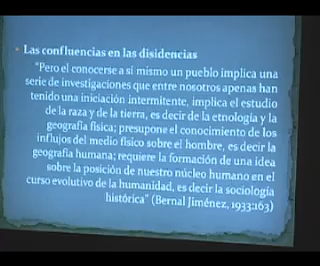 Las confluencias en las disidencias
"Pero el conocerse a si mismo un pueblo implica una
serie de investigaciones que entre nosotros apenas han
tenido una iniciación intermitente, implica el estudio
de la raza y de la tierra, es decir de la etnología y la
geografía física; presupone el conocimiento de los
influjos del medio físico sobre el hombre, es decir la
geografía humana; requiere la formación de una idea
sobre la posición de nuestro núcleo humano en el
curso evolutivo de la humanidad, es decir la sociología
histórica" (Bernal Jiménez, 1933:163)